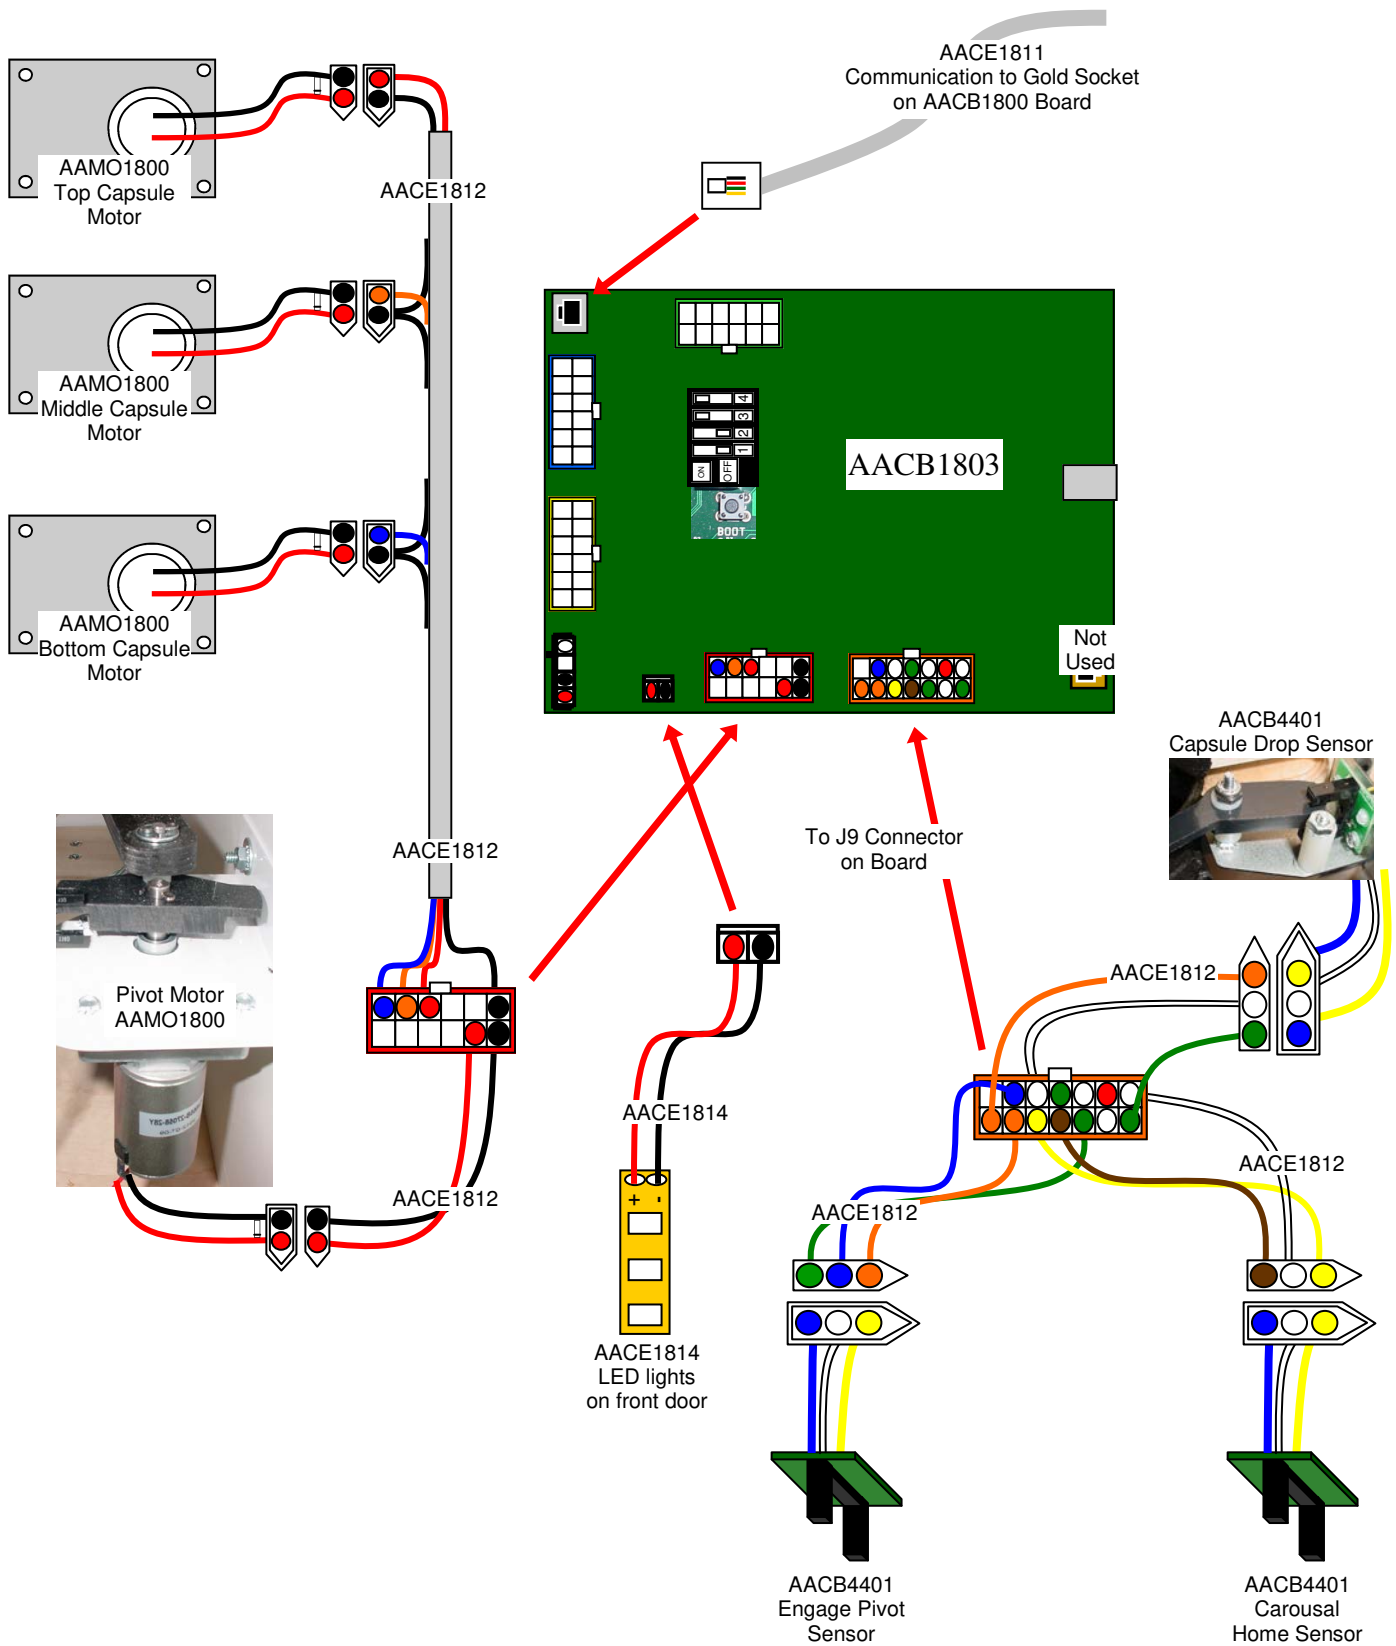 AACE1811
Communication to Gold Socket
on AACB1800 Board
AAMO1800
Top Capsule
Motor
AACE1812
AAMO1800
Middle Capsule
Motor
4
3
2
1
ON
OFF
BOOT
AACB1803
AAMO1800
Bottom Capsule
Motor
Not
Used
AACB4401
Capsule Drop Sensor
AACE1812
To J9 Connector
on Board
Pivot Motor
AAMO1800
AACE1812
AACE1814
AACE1812
AACE1812
AACE1812
+ -
AACE1814
LED lights
on front door
AACB4401
Engage Pivot
Sensor
AACB4401
Carousal
Home Sensor